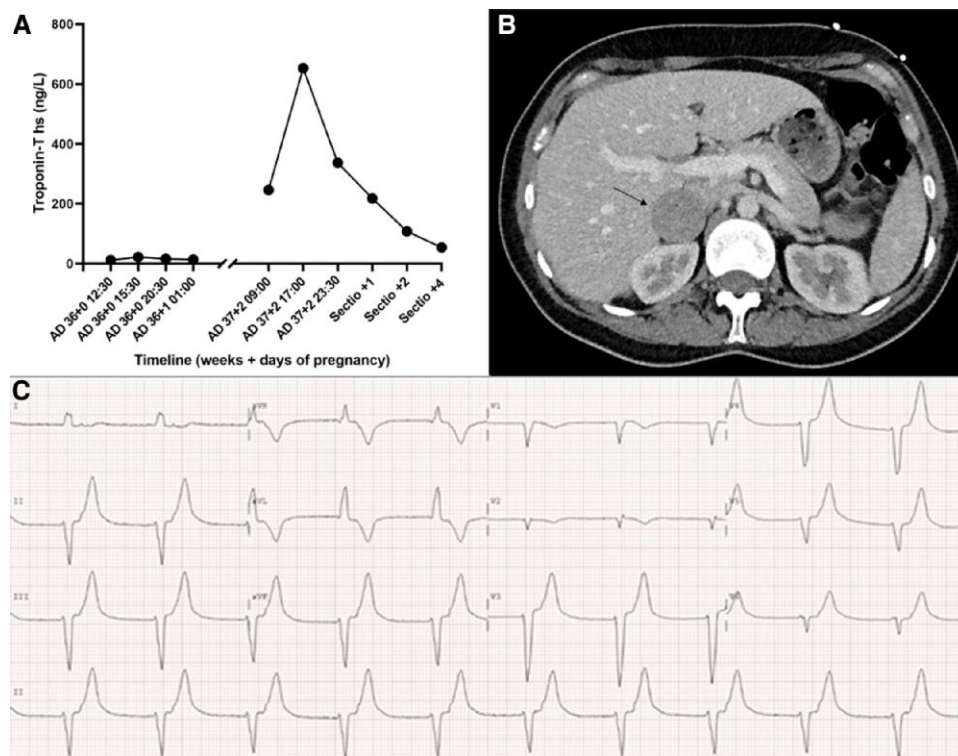 A
Troponin-T hs (ng/L)
800
600
400
200
0
AD 36+0 12:30
AD 36+0 15:30
AD 36+0 20:30
AD 36+1 01:00
AD 37+2 09:00
AD 37+2 17:00
AD 37+2 23:30
Sectio +1
Sectio +2
Sectio +4
Timeline (weeks + days of pregnancy)
B
C
I
aVR
V1
V4
II
aVL
V2
V5
III
aVF
V3
V6
II